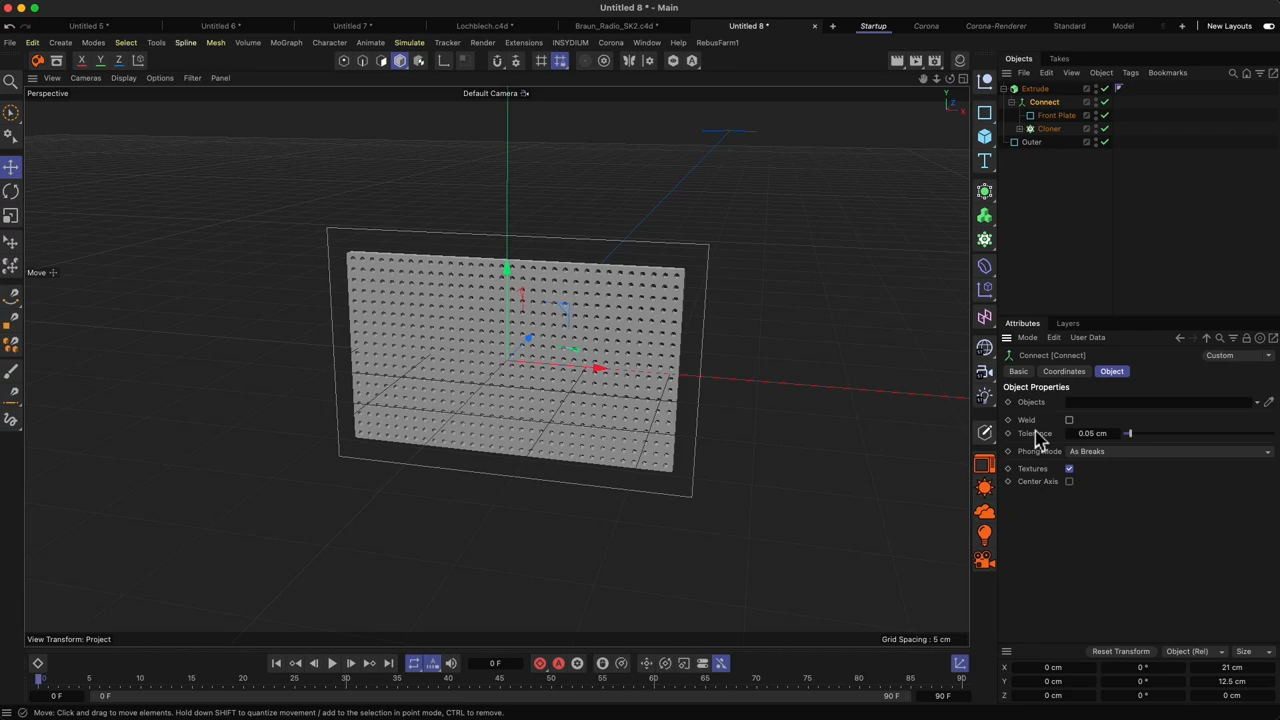 Untitled 8 * - Main
Untitled 5 *
Untitled 6 *
Untitled 7 *
Lochblech.c4d *
Braun_Radio_SK2.c4d *
Untitled 8 *
Startup
Corona
Corona-Renderer
Standard
Model
New Layouts
File
Edit
Create
Modes
Select
Tools
Spline
Mesh
Volume
MoGraph
Character
Animate
Simulate
Tracker
Render
Extensions
INSYDIUM
Corona
Window
Help
RebusFarm1
X
Y
Z
Objects
Takes
View
Cameras
Display
Options
Filter
Panel
File
Edit
View
Object
Tags
Bookmarks
Perspective
Default Camera
Y
Z
X
Extrude
Connect
Front Plate
Cloner
Outer
Move
Attributes
Layers
Mode
Edit
User Data
Connect [Connect]
Custom
Basic
Coordinates
Object
Object Properties
Objects
Weld
Tolerance
0.05 cm
Phong Mode
As Breaks
Textures
Center Axis
View Transform: Project
Grid Spacing : 5 cm
Reset Transform
Object (Rel)
Size
0 F
X
0 cm
0 °
21 cm
0
5
10
15
20
25
30
35
40
45
50
55
60
65
70
75
80
85
90
Y
0 cm
0 °
12.5 cm
0 F
0 F
90 F
90 F
Z
0 cm
0 °
0 cm
Move: Click and drag to move elements. Hold down SHIFT to quantize movement / add to the selection in point mode, CTRL to remove.